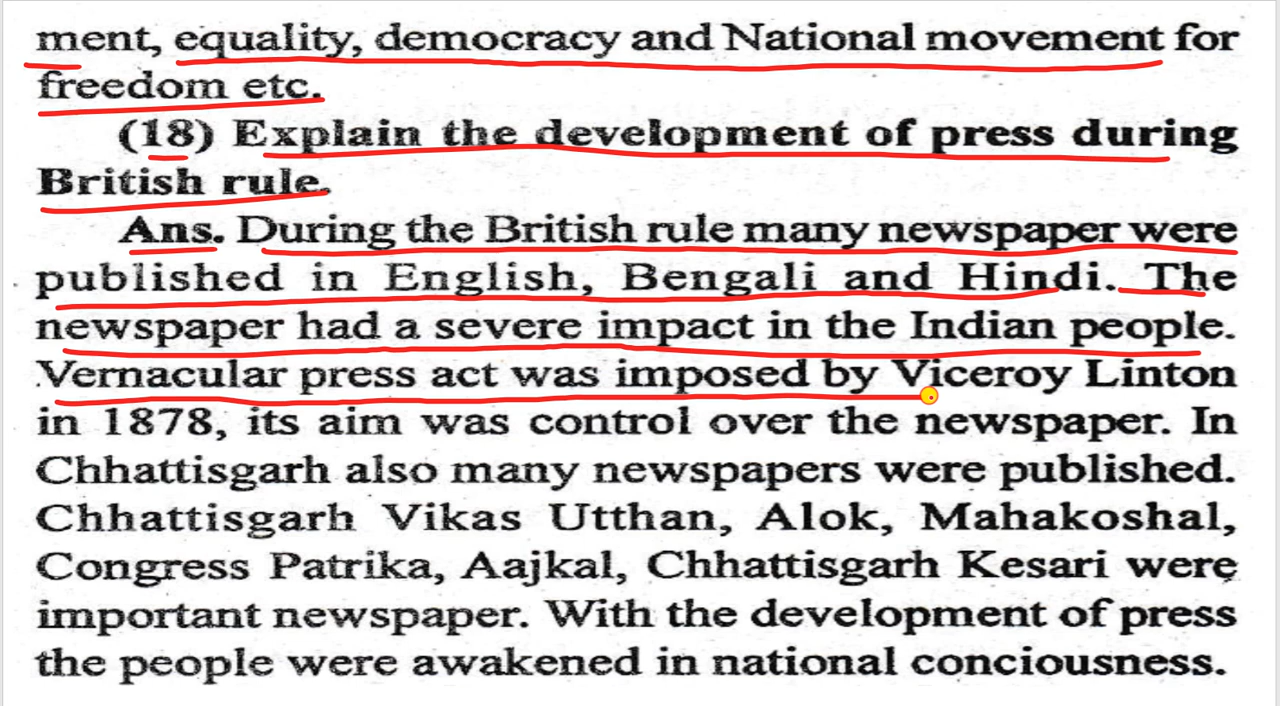 ment, equality, democracy and National movement for
freedom etc.
(18) Explain the development of press during
British rule.
Ans. During the British rule many newspaper were
published in English, Bengali and Hindi. The
newspaper had a severe impact in the Indian people.
Vernacular press act was imposed by Viceroy Linton
in 1878, its aim was control over the newspaper. In
Chhattisgarh also many newspapers were published.
Chhattisgarh Vikas Utthan, Alok, Mahakoshal,
Congress Patrika, Aajkal, Chhattisgarh Kesari were
important newspaper. With the development of press
the people were awakened in national conciousness.